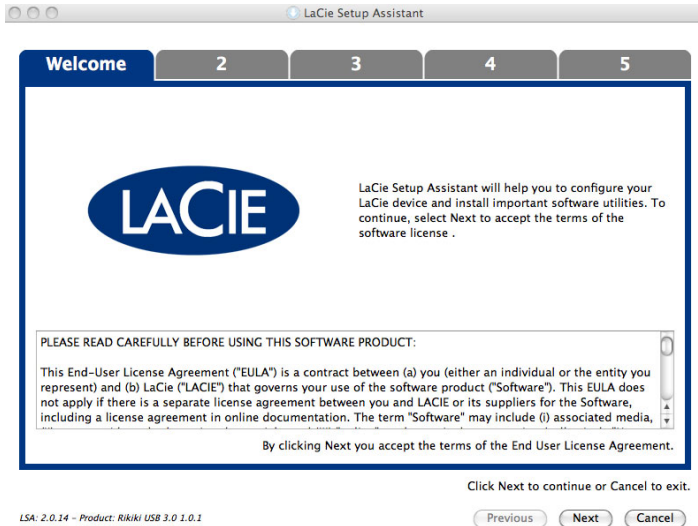 LaCie Setup Assistant
Welcome 2 3 4 5
LACIE
LaCie Setup Assistant will help you to configure your
LaCie device and install important software utilities. To
continue, select Next to accept the terms of the
software license .
PLEASE READ CAREFULLY BEFORE USING THIS SOFTWARE PRODUCT:
This End-User License Agreement ("EULA") is a contract between (a) you (either an individual or the entity you
represent) and (b) LaCie ("LACIE") that governs your use of the software product ("Software"). This EULA does
not apply if there is a separate license agreement between you and LACIE or its suppliers for the Software,
including a license agreement in online documentation. The term "Software" may include (i) associated media,
By clicking Next you accept the terms of the End User License Agreement.
Click Next to continue or Cancel to exit.
LSA: 2.0.14 - Product: Rikiki USB 3.0 1.0.1
Previous Next Cancel